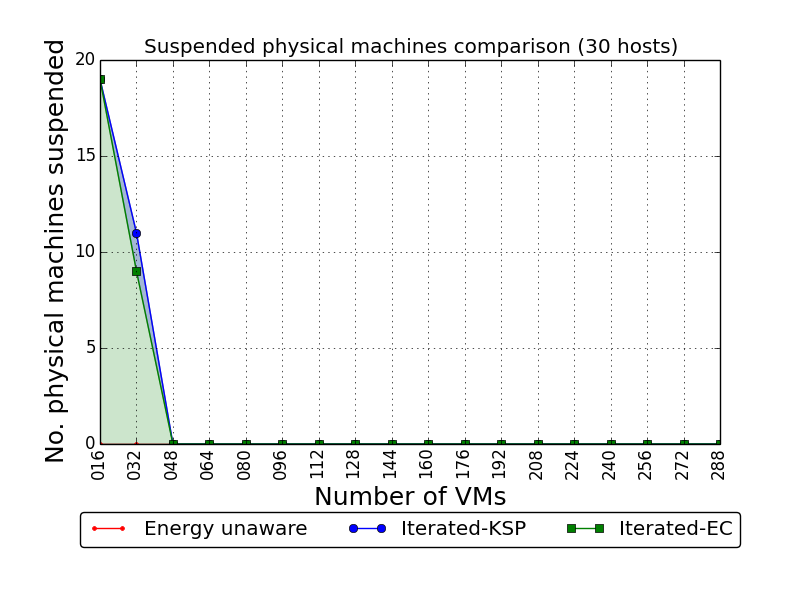 Suspended physical machines comparison (30 hosts)
No. physical machines suspended
20
15
10
5
0
016 032 048 064 080 096 112 128 144 160 176 192 208 224 240 256 272 288
Number of VMs
Energy unaware Iterated-KSP Iterated-EC